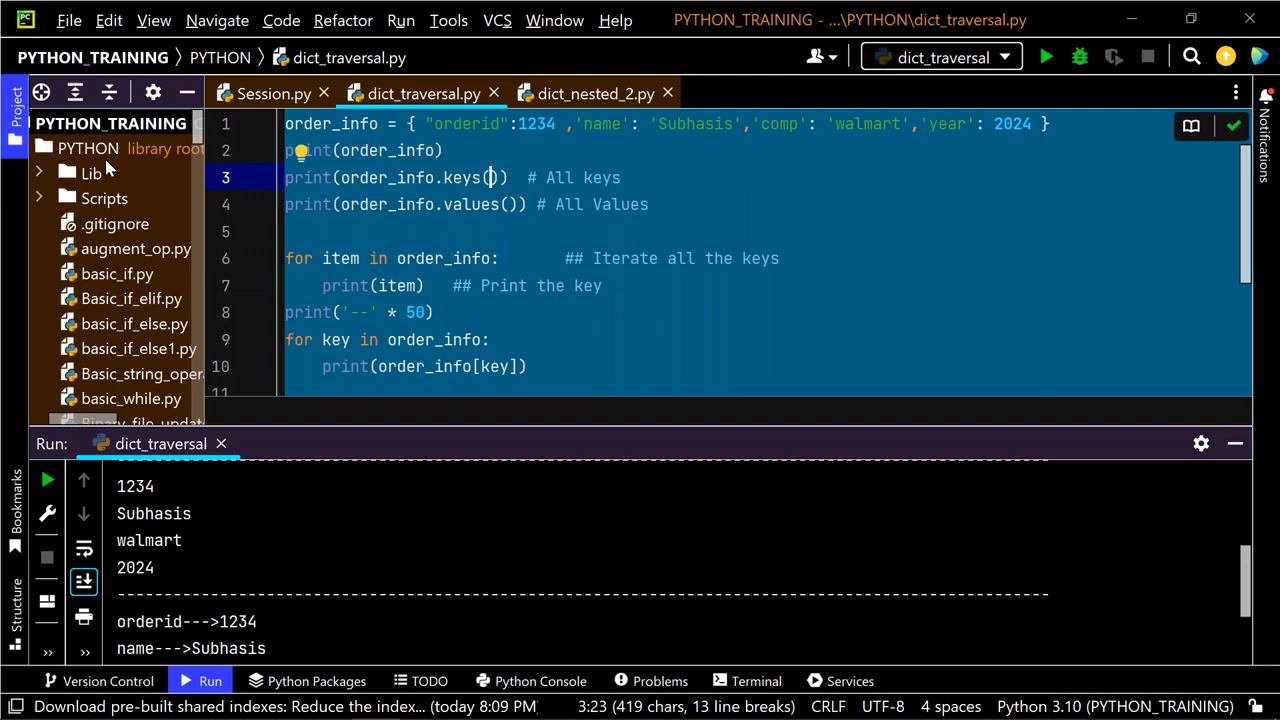 PC File Edit View Navigate Code Refactor Run Tools VCS Window Help PYTHON_TRAINING - ...\PYTHON\dict_traversal.py
PYTHON_TRAINING PYTHON dict_traversal.py dict_traversal
Project
Session.py dict_traversal.py dict_nested_2.py
Notifications
PYTHON_TRAINING
PYTHON library root
Lib
Scripts
.gitignore
augment_op.py
basic_if.py
Basic_if_elif.py
basic_if_else.py
basic_if_else1.py
Basic_string_opera
basic_while.py
1 order_info = { "orderid":1234 ,'name': 'Subhasis','comp': 'walmart','year': 2024 }
2 print(order_info)
3 print(order_info.keys()) # All keys
4 print(order_info.values()) # All Values
5
6 for item in order_info: ## Iterate all the keys
7 print(item) ## Print the key
8 print('--' * 50)
9 for key in order_info:
10 print(order_info[key])
11
Run: dict_traversal
1234
Subhasis
walmart
2024
----------------------------------------------------------------------------------------------------
orderid--->1234
name--->Subhasis
Bookmarks
Structure
Version Control Run Python Packages TODO Python Console Problems Terminal Services
Download pre-built shared indexes: Reduce the index... (today 8:09 PM) 3:23 (419 chars, 13 line breaks) CRLF UTF-8 4 spaces Python 3.10 (PYTHON_TRAINING)